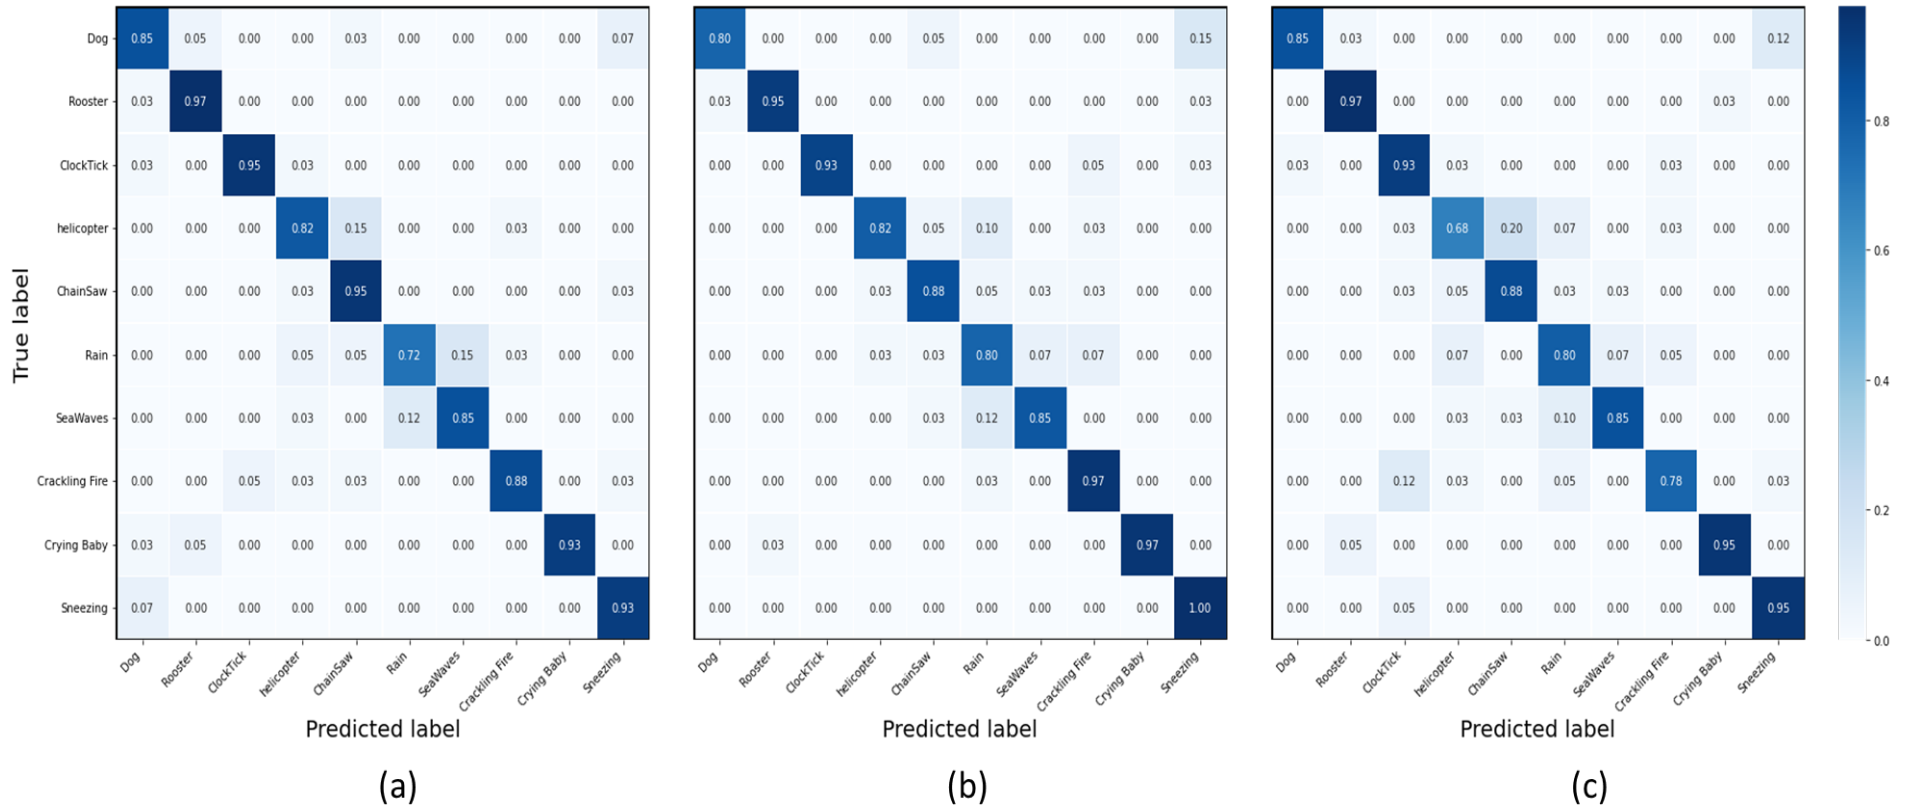 Dog 0.85 0.05 0.00 0.00 0.03 0.00 0.00 0.00 0.00 0.07 0.80 0.00 0.00 0.00 0.05 0.00 0.00 0.00 0.00 0.15 0.85 0.03 0.00 0.00 0.00 0.00 0.00 0.00 0.00 0.12
Rooster 0.03 0.97 0.00 0.00 0.00 0.00 0.00 0.00 0.00 0.00 0.03 0.95 0.00 0.00 0.00 0.00 0.00 0.00 0.00 0.03 0.00 0.97 0.00 0.00 0.00 0.00 0.00 0.00 0.03 0.00
0.8
ClockTick 0.03 0.00 0.95 0.03 0.00 0.00 0.00 0.00 0.00 0.00 0.00 0.00 0.93 0.00 0.00 0.00 0.00 0.05 0.00 0.03 0.03 0.00 0.93 0.03 0.00 0.00 0.00 0.03 0.00 0.00
helicopter 0.00 0.00 0.00 0.82 0.15 0.00 0.00 0.03 0.00 0.00 0.00 0.00 0.00 0.82 0.05 0.10 0.00 0.03 0.00 0.00 0.00 0.00 0.03 0.68 0.20 0.07 0.00 0.03 0.00 0.00
0.6
ChainSaw 0.00 0.00 0.00 0.03 0.95 0.00 0.00 0.00 0.00 0.03 0.00 0.00 0.00 0.03 0.88 0.05 0.03 0.03 0.00 0.00 0.00 0.00 0.03 0.05 0.88 0.03 0.03 0.00 0.00 0.00
True label
Rain 0.00 0.00 0.00 0.05 0.05 0.72 0.15 0.03 0.00 0.00 0.00 0.00 0.00 0.03 0.03 0.80 0.07 0.07 0.00 0.00 0.00 0.00 0.00 0.07 0.00 0.80 0.07 0.05 0.00 0.00
0.4
SeaWaves 0.00 0.00 0.00 0.03 0.00 0.12 0.85 0.00 0.00 0.00 0.00 0.00 0.00 0.00 0.03 0.12 0.85 0.00 0.00 0.00 0.00 0.00 0.00 0.03 0.03 0.10 0.85 0.00 0.00 0.00
Crackling Fire 0.00 0.00 0.05 0.03 0.03 0.00 0.00 0.88 0.00 0.03 0.00 0.00 0.00 0.00 0.00 0.03 0.00 0.97 0.00 0.00 0.00 0.00 0.12 0.03 0.00 0.05 0.00 0.78 0.00 0.03
0.2
Crying Baby 0.03 0.05 0.00 0.00 0.00 0.00 0.00 0.00 0.93 0.00 0.00 0.03 0.00 0.00 0.00 0.00 0.00 0.00 0.97 0.00 0.00 0.05 0.00 0.00 0.00 0.00 0.00 0.00 0.95 0.00
Sneezing 0.07 0.00 0.00 0.00 0.00 0.00 0.00 0.00 0.00 0.93 0.00 0.00 0.00 0.00 0.00 0.00 0.00 0.00 0.00 1.00 0.00 0.00 0.05 0.00 0.00 0.00 0.00 0.00 0.00 0.95
0.0
Dog Rooster ClockTick helicopter ChainSaw Rain SeaWaves Crackling Fire Crying Baby Sneezing Dog Rooster ClockTick helicopter ChainSaw Rain SeaWaves Crackling Fire Crying Baby Sneezing Dog Rooster ClockTick helicopter ChainSaw Rain SeaWaves Crackling Fire Crying Baby Sneezing
Predicted label Predicted label Predicted label
(a) (b) (c)